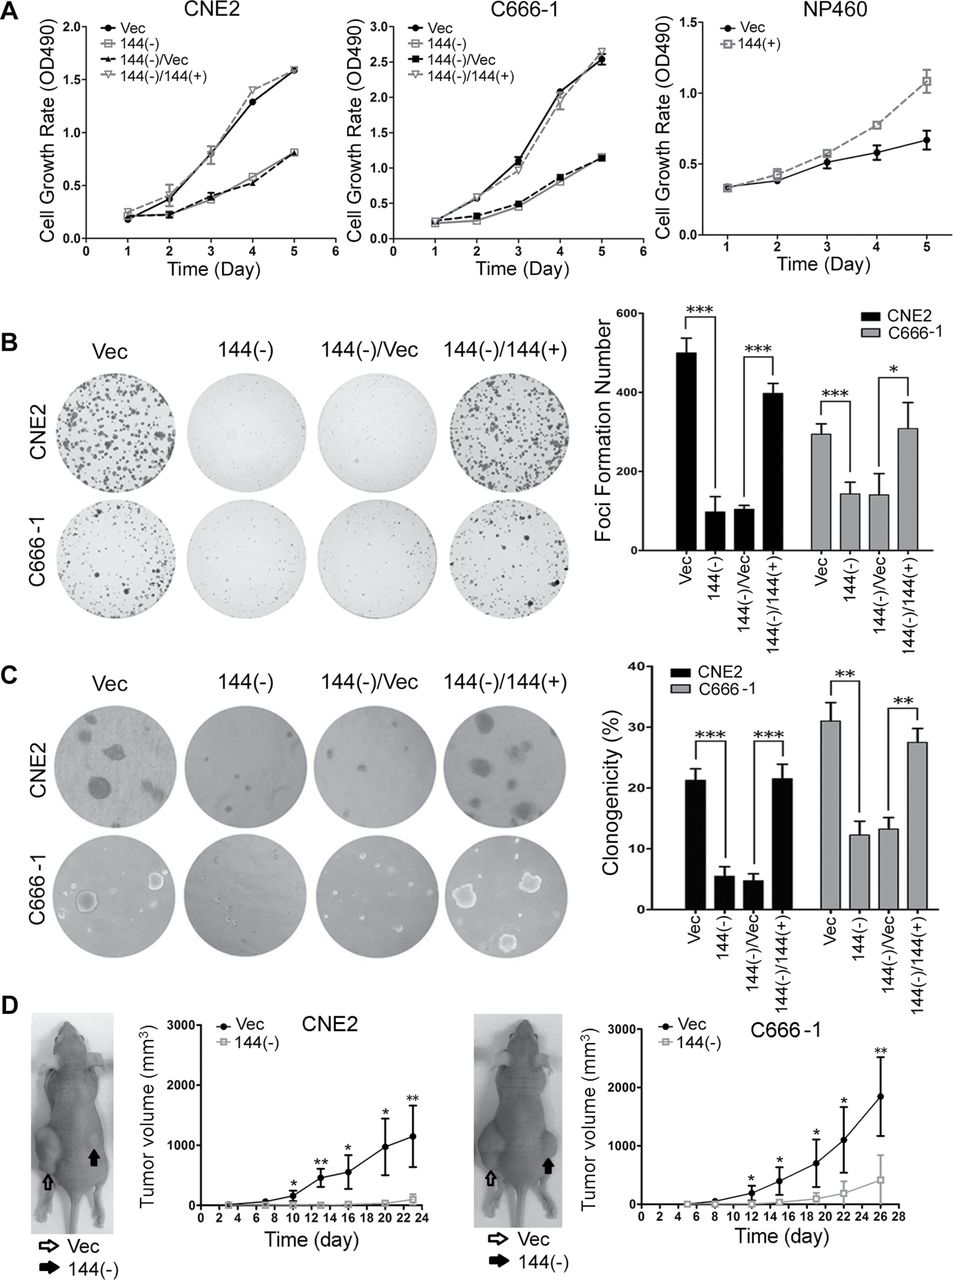 A
CNE2
Vec
144(-)
144(-)/Vec
144(-)/144(+)
Cell Growth Rate (OD490)
2.0
1.5
1.0
0.5
0.0
0 1 2 3 4 5 6
Time (Day)
C666-1
Vec
144(-)
144(-)/Vec
144(-)/144(+)
Cell Growth Rate (OD490)
3.0
2.5
2.0
1.5
1.0
0.5
0.0
0 1 2 3 4 5 6
Time (Day)
NP460
Vec
144(+)
Cell Growth Rate (OD490)
1.5
1.0
0.5
0.0
1 2 3 4 5
Time (Day)
B
Vec 144(-) 144(-)/Vec 144(-)/144(+)
CNE2
C666-1
Foci Formation Number
600
400
200
0
CNE2
C666-1
*** *** *** *
Vec 144(-) 144(-)/Vec 144(-)/144(+) Vec 144(-) 144(-)/Vec 144(-)/144(+)
C
Vec 144(-) 144(-)/Vec 144(-)/144(+)
CNE2
C666-1
Clonogenicity (%)
40
30
20
10
0
CNE2
C666-1
*** *** ** **
Vec 144(-) 144(-)/Vec 144(-)/144(+) Vec 144(-) 144(-)/Vec 144(-)/144(+)
D
Vec
144(-)
CNE2
Vec
144(-)
Tumor volume (mm3)
3000
2000
1000
0
* ** * * **
0 2 4 6 8 10 12 14 16 18 20 22 24
Time (day)
Vec
144(-)
C666-1
Vec
144(-)
Tumor volume (mm3)
3000
2000
1000
0
* * * * **
0 2 4 6 8 10 12 14 16 18 20 22 24 26 28
Time (day)